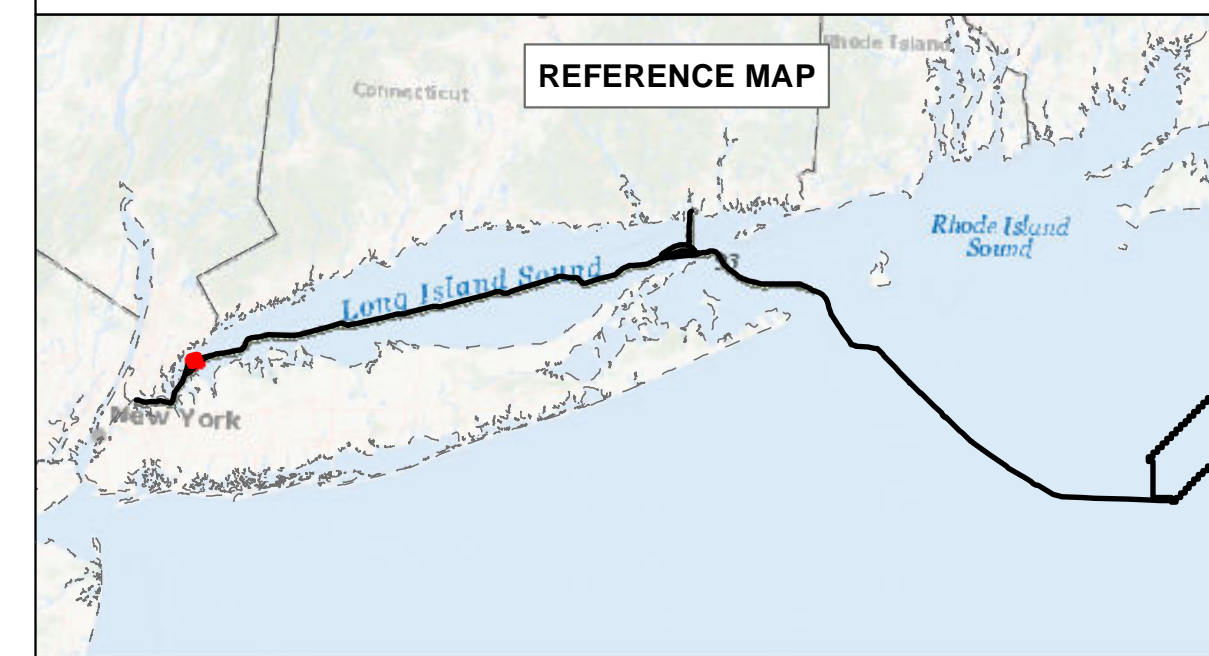 Rhode Island
REFERENCE MAP
Connecticut
Rhode Island
Sound
Long Island Sound
New York